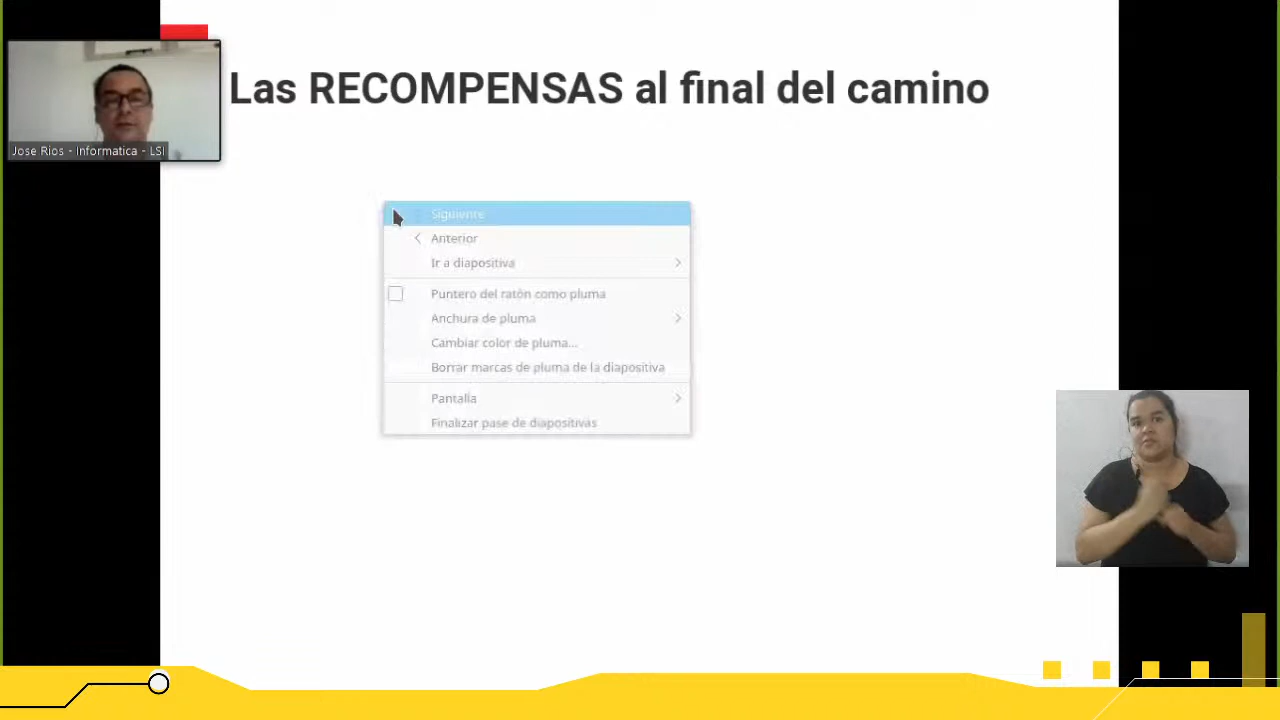 Las RECOMPENSAS al final del camino
Jose Rios - Informatica - LSI
Siguiente
Anterior
Ir a diapositiva
Puntero del ratón como pluma
Anchura de pluma
Cambiar color de pluma...
Borrar marcas de pluma de la diapositiva
Pantalla
Finalizar pase de diapositivas